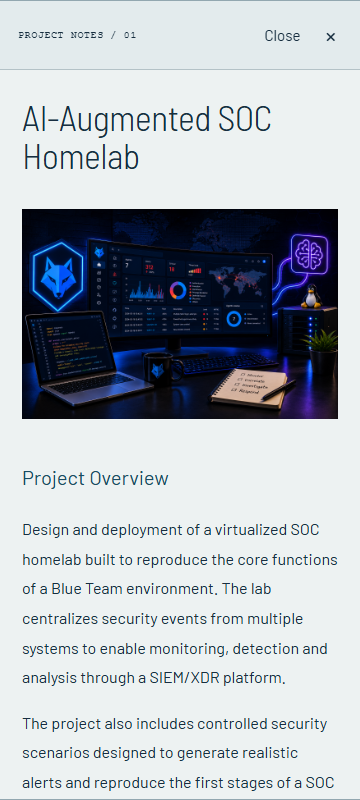 PROJECT NOTES / 01
Close ×
AI-Augmented SOC
Homelab
Project Overview
Design and deployment of a virtualized SOC
homelab built to reproduce the core functions
of a Blue Team environment. The lab
centralizes security events from multiple
systems to enable monitoring, detection and
analysis through a SIEM/XDR platform.
The project also includes controlled security
scenarios designed to generate realistic
alerts and reproduce the first stages of a SOC